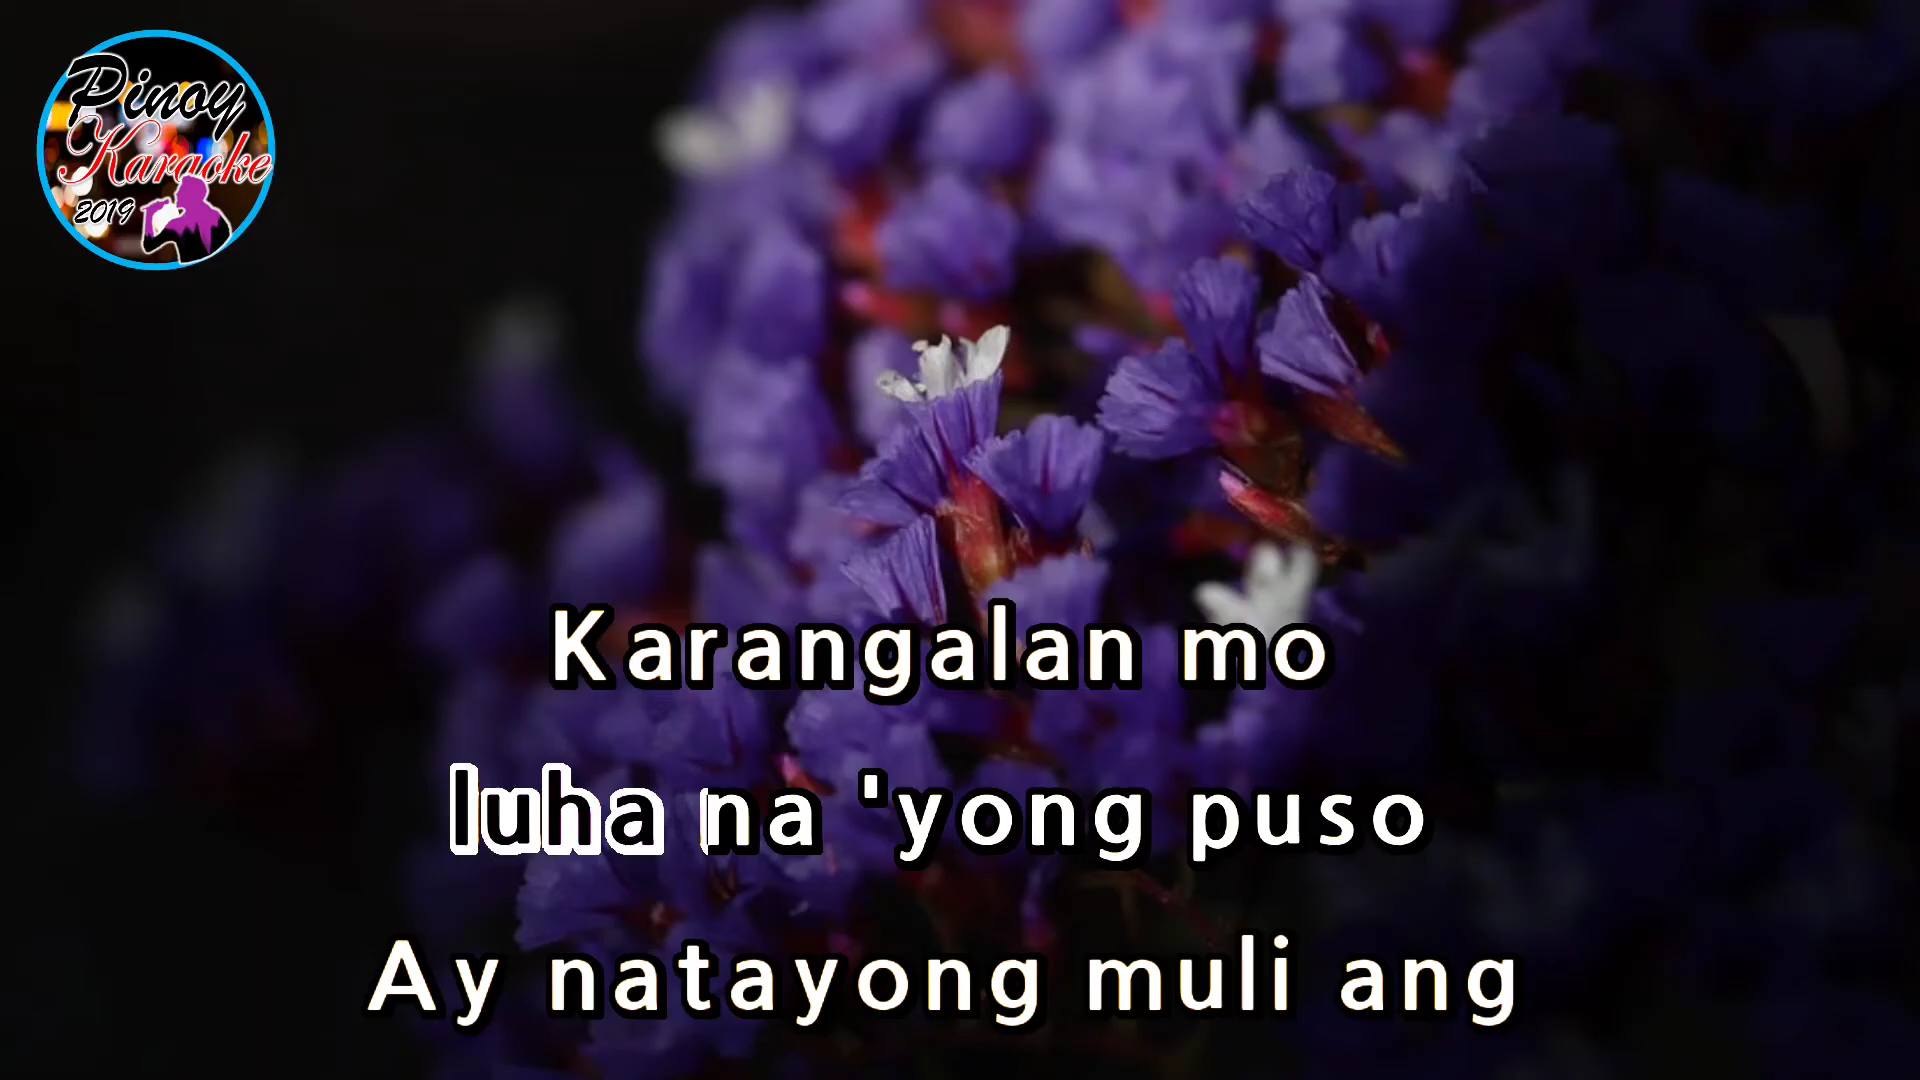 Pinoy
Karaoke
2019
Karangalan mo
luha na 'yong puso
Ay natayong muli ang